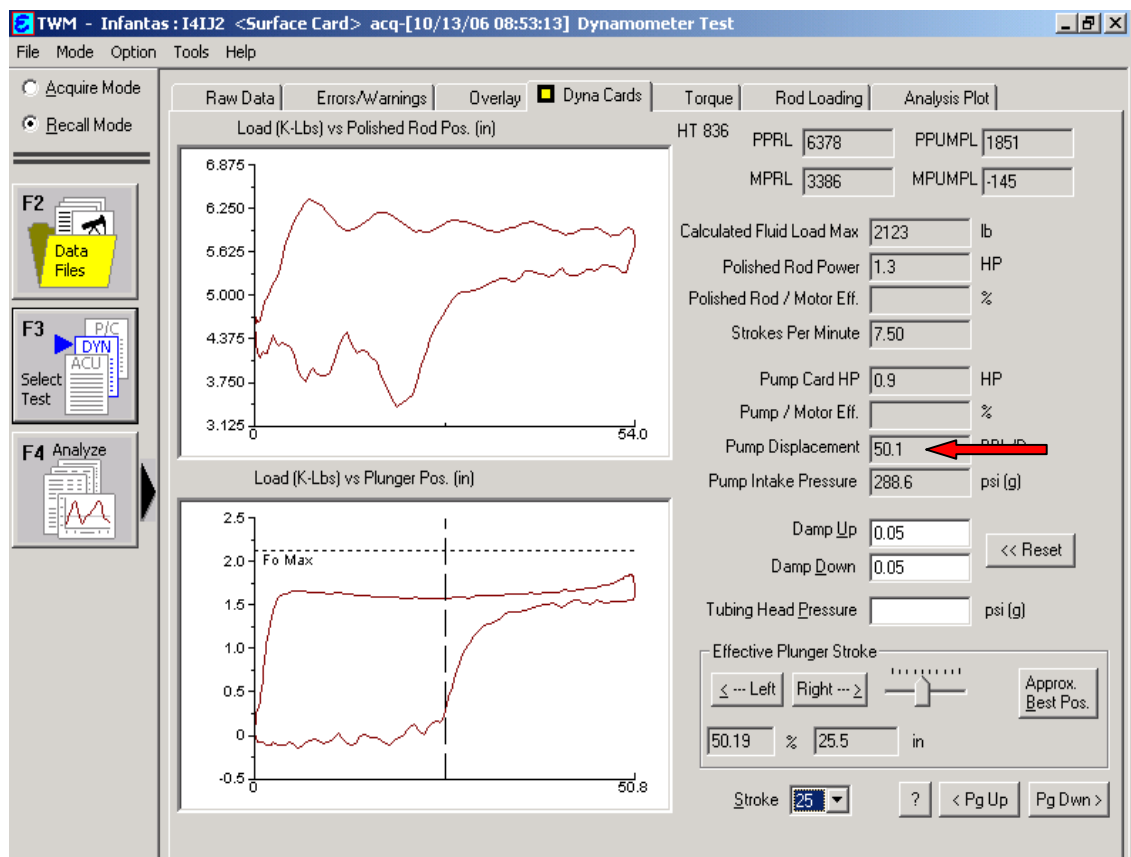 TWM - Infantas : I4IJ2 <Surface Card> acq-[10/13/06 08:53:13] Dynamometer Test
File Mode Option Tools Help
Acquire Mode
Recall Mode
F2
Data
Files
F3
P/C
DYN
ACU
Select
Test
F4 Analyze
Raw Data Errors/Warnings Overlay Dyna Cards Torque Rod Loading Analysis Plot
Load (K-Lbs) vs Polished Rod Pos. (in)
6.875
6.250
5.625
5.000
4.375
3.750
3.125
0 54.0
Load (K-Lbs) vs Plunger Pos. (in)
2.5
2.0
Fo Max
1.5
1.0
0.5
0
-0.5
0 50.8
HT 836
PPRL 6378 PPUMPL 1851
MPRL 3386 MPUMPL -145
Calculated Fluid Load Max 2123 lb
Polished Rod Power 1.3 HP
Polished Rod / Motor Eff. %
Strokes Per Minute 7.50
Pump Card HP 0.9 HP
Pump / Motor Eff. %
Pump Displacement 50.1
Pump Intake Pressure 288.6 psi (g)
Damp Up 0.05
Damp Down 0.05
<< Reset
Tubing Head Pressure psi (g)
Effective Plunger Stroke
< --- Left Right --- >
Approx.
Best Pos.
50.19 % 25.5 in
Stroke 25 ? < Pg Up Pg Dwn >